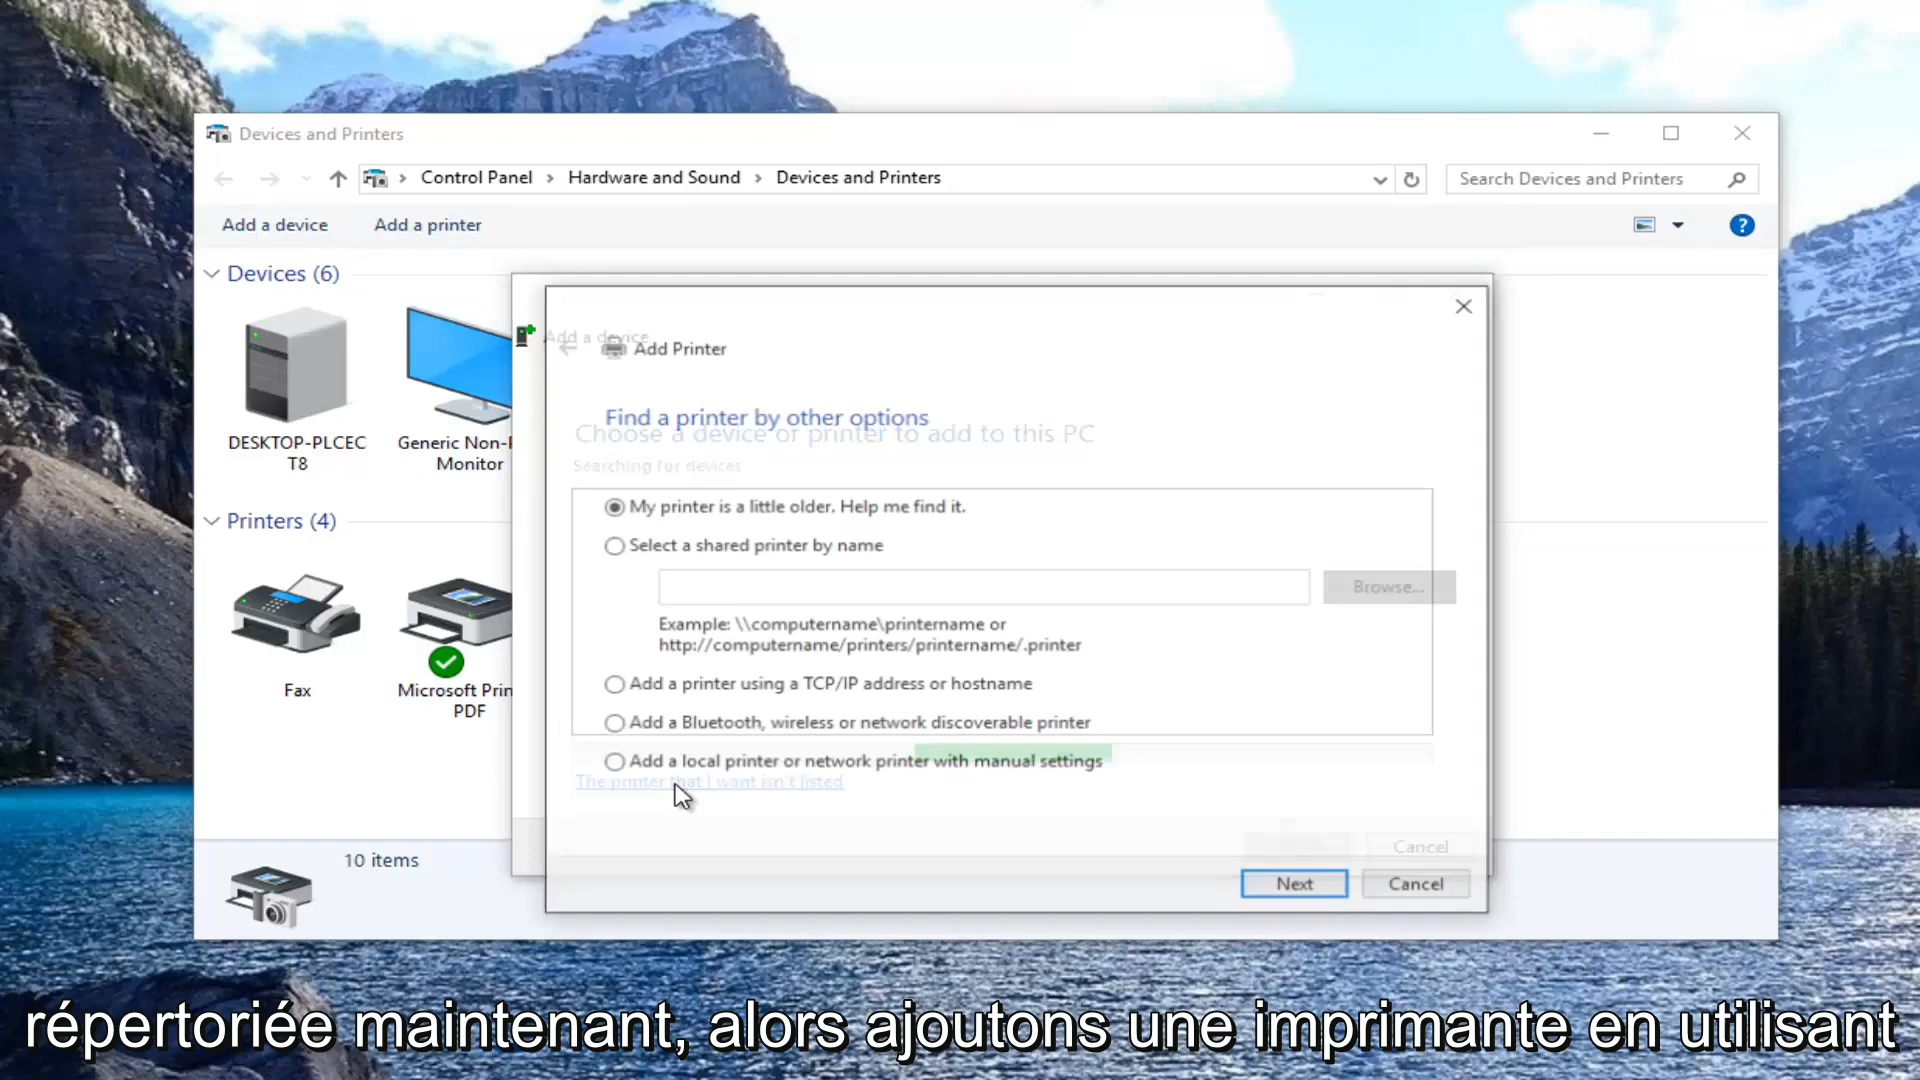 Devices and Printers
Control Panel > Hardware and Sound > Devices and Printers
Search Devices and Printers
Add a device
Add a printer
?
Devices (6)
DESKTOP-PLCEC
T8
Generic Non-
Monitor
Printers (4)
Fax
Microsoft Prin
PDF
10 items
Add a device
Add Printer
Find a printer by other options
Choose a device or printer to add to this PC
Searching for devices
My printer is a little older. Help me find it.
Select a shared printer by name
Browse...
Example: \\computername\printername or
http://computername/printers/printername/.printer
Add a printer using a TCP/IP address or hostname
Add a Bluetooth, wireless or network discoverable printer
Add a local printer or network printer with manual settings
The printer that I want isn't listed
Cancel
Next
Cancel
répertoriée maintenant, alors ajoutons une imprimante en utilisant